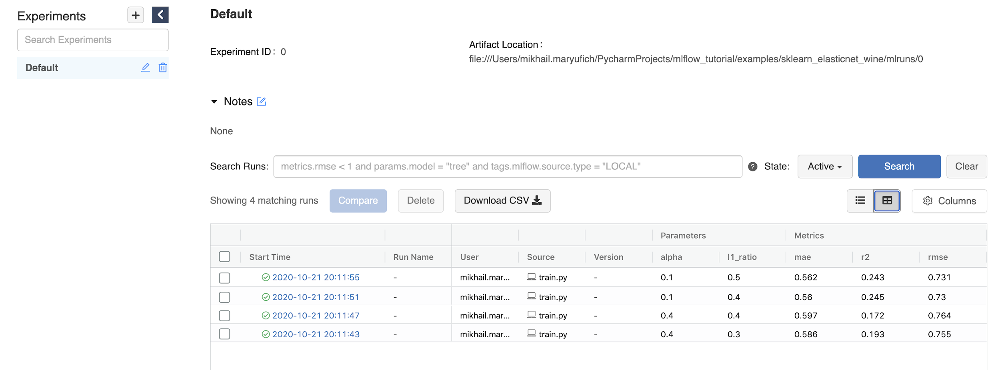 Experiments
Search Experiments
Default
Default
Experiment ID: 0
Artifact Location:
file:///Users/mikhail.maryufich/PycharmProjects/mlflow_tutorial/examples/sklearn_elasticnet_wine/mlruns/0
Notes
None
Search Runs: metrics.rmse < 1 and params.model = "tree" and tags.mlflow.source.type = "LOCAL" ? State: Active Search Clear
Showing 4 matching runs Compare Delete Download CSV Columns
Parameters Metrics
Start Time Run Name User Source Version alpha l1_ratio mae r2 rmse
2020-10-21 20:11:55 - mikhail.mar... train.py - 0.1 0.5 0.562 0.243 0.731
2020-10-21 20:11:51 - mikhail.mar... train.py - 0.1 0.4 0.56 0.245 0.73
2020-10-21 20:11:47 - mikhail.mar... train.py - 0.4 0.4 0.597 0.172 0.764
2020-10-21 20:11:43 - mikhail.mar... train.py - 0.4 0.3 0.586 0.193 0.755